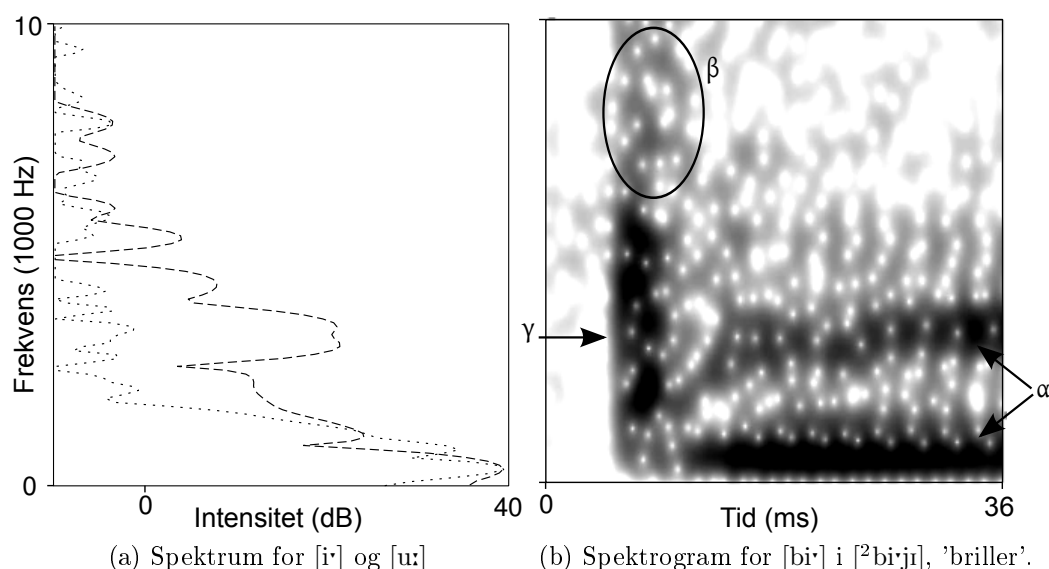 10
Frekvens (1000 Hz)
0
0
40
Intensitet (dB)
(a) Spektrum for [iˑ] og [uː]
β
γ
α
0
36
Tid (ms)
(b) Spektrogram for [biˑ] i [²biˑjɪ], 'briller'.